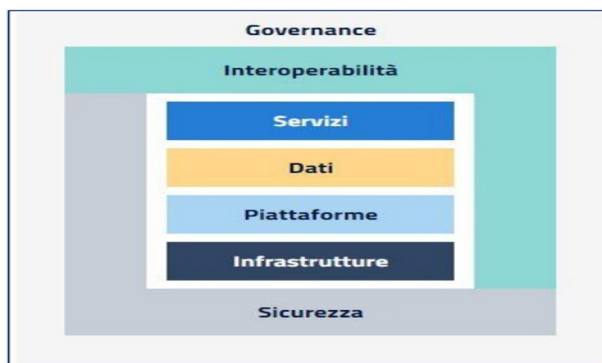 Governance
Interoperabilità
Servizi
Dati
Piattaforme
Infrastrutture
Sicurezza